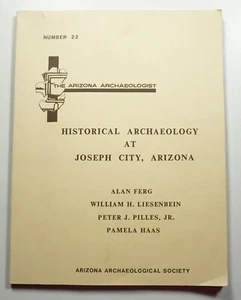 NUMBER 22
THE ARIZONA ARCHAEOLOGIST
HISTORICAL ARCHAEOLOGY
AT
JOSEPH CITY, ARIZONA
ALAN FERG
WILLIAM H. LIESENBEIN
PETER J. PILLES, JR.
PAMELA HAAS
ARIZONA ARCHAEOLOGICAL SOCIETY